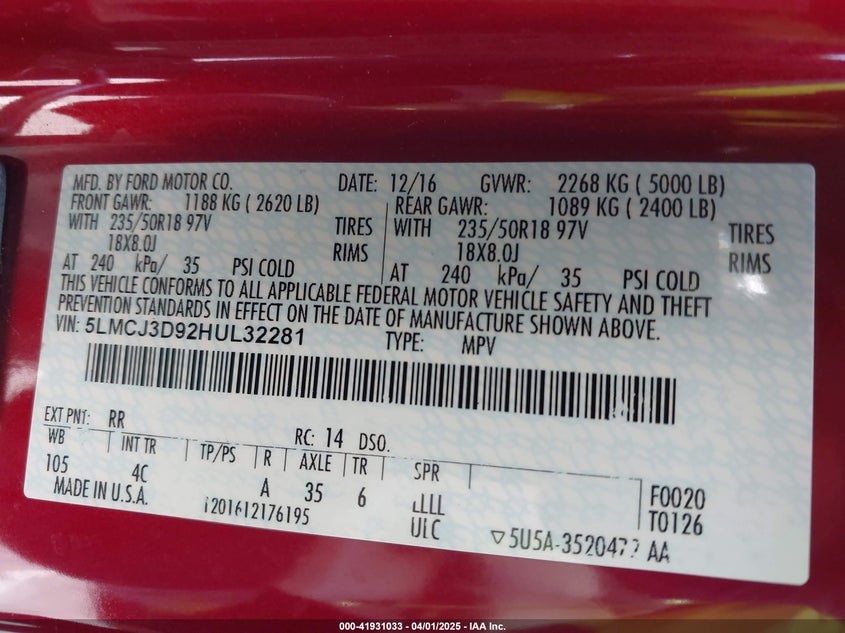 MFD. BY FORD MOTOR CO. DATE: 12/16 GVWR: 2268 KG ( 5000 LB)
FRONT GAWR: 1188 KG ( 2620 LB) REAR GAWR: 1089 KG ( 2400 LB)
WITH 235/50R18 97V TIRES WITH 235/50R18 97V TIRES
18X8.0J RIMS 18X8.0J RIMS
AT 240 kPa/ 35 PSI COLD AT 240 kPa/ 35 PSI COLD
THIS VEHICLE CONFORMS TO ALL APPLICABLE FEDERAL MOTOR VEHICLE SAFETY AND THEFT
PREVENTION STANDARDS IN EFFECT ON THE DATE OF MANUFACTURE SHOWN ABOVE.
VIN: 5LMCJ3D92HUL32281 TYPE: MPV
EXT PNT: RR RC: 14 DSO:
WB INT TR TP/PS R AXLE TR SPR
105 4C A 35 6 F0020
MADE IN U.S.A. T0126
▽5U5A-3520472 AA
000-41931033 - 04/01/2025 - IAA Inc.